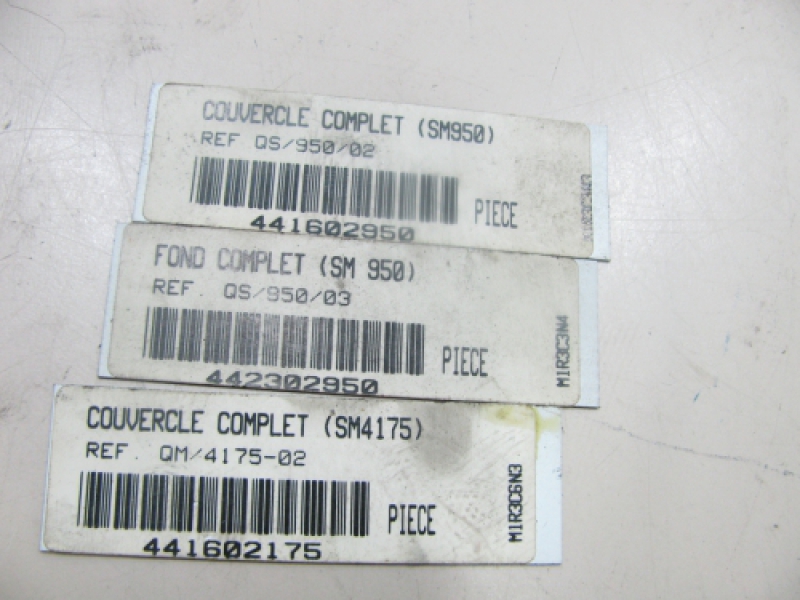 COUVERCLE COMPLET (SM950)
REF QS/950/02
PIECE
441602950
FOND COMPLET (SM 950)
REF. QS/950/03
PIECE
442302950
M1R3C3N4
COUVERCLE COMPLET (SM4175)
REF. QM/4175-02
PIECE
441602175
M1R3C6N3